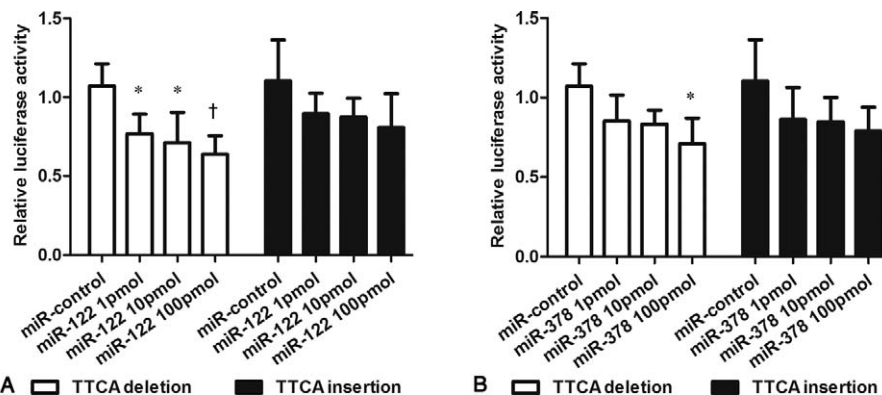 Relative luciferase activity
1.5
1.0
0.5
0.0
* * †
miR-control
miR-122 1pmol
miR-122 10pmol
miR-122 100pmol
miR-control
miR-122 1pmol
miR-122 10pmol
miR-122 100pmol
A TTCA deletion TTCA insertion
Relative luciferase activity
1.5
1.0
0.5
0.0
*
miR-control
miR-378 1pmol
miR-378 10pmol
miR-378 100pmol
miR-control
miR-378 1pmol
miR-378 10pmol
miR-378 100pmol
B TTCA deletion TTCA insertion